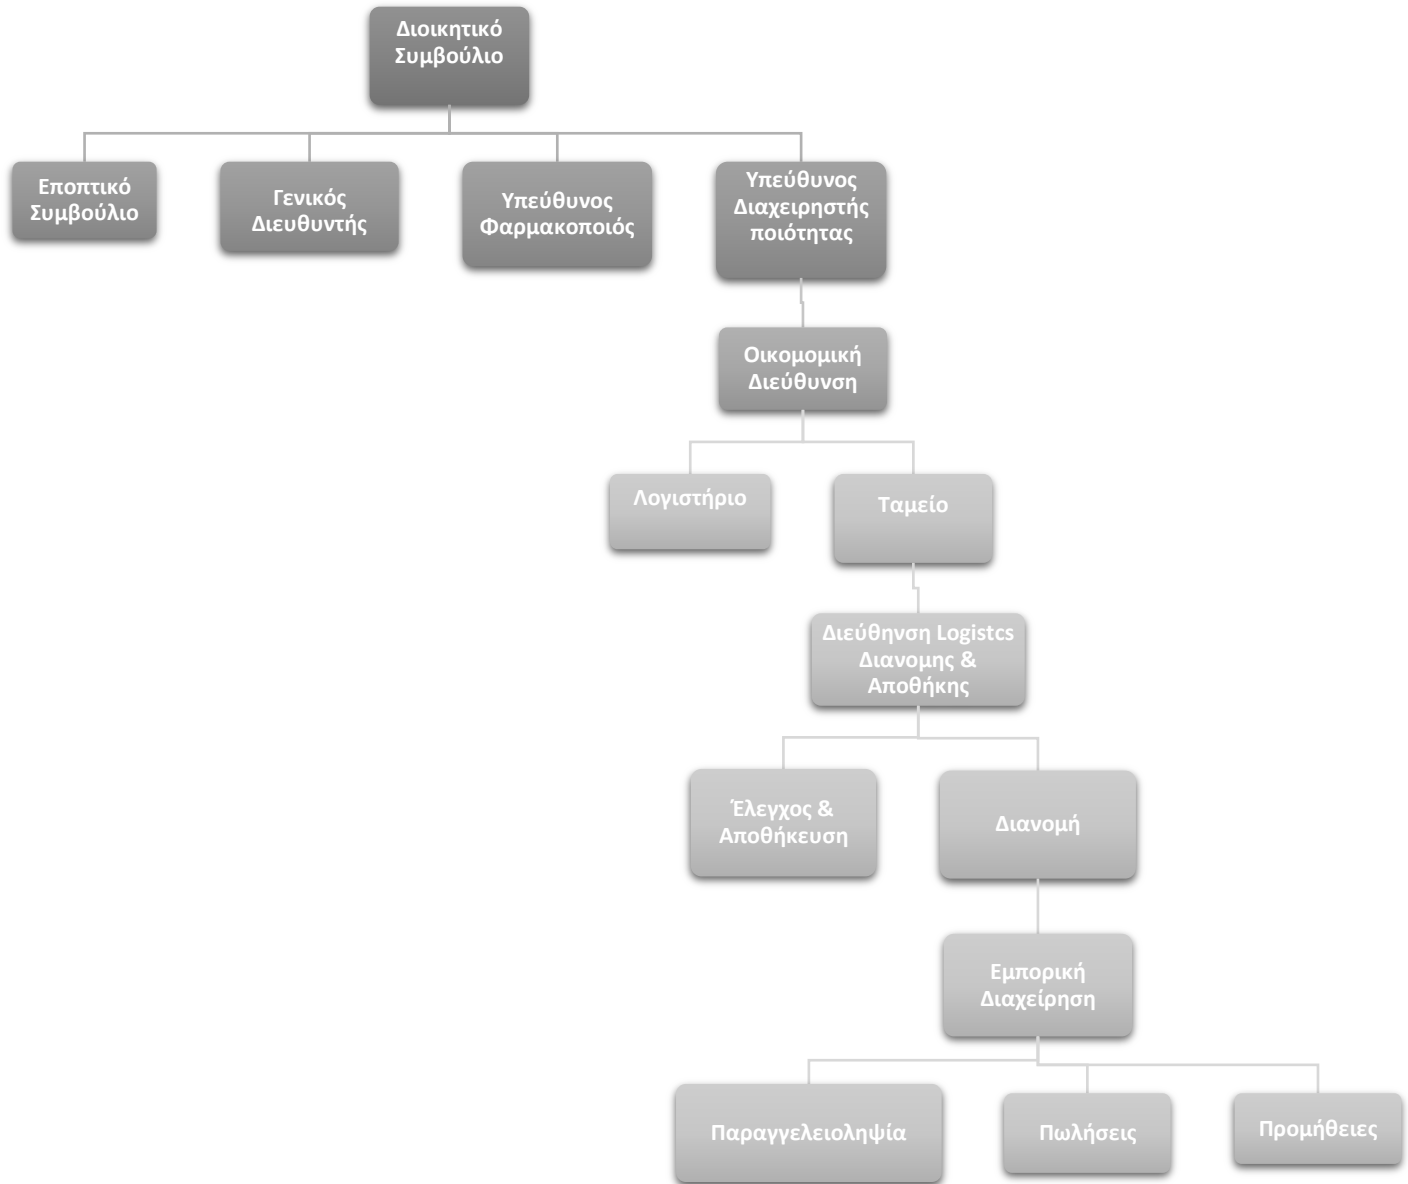 Διοικητικό
Συμβούλιο
Εποπτικό
Συμβούλιο
Γενικός
Διευθυντής
Υπεύθυνος
Φαρμακοποιός
Υπεύθυνος
Διαχειρηστής
ποιότητας
Οικομομική
Διεύθυνση
Λογιστήριο
Ταμείο
Διεύθηνση Logistcs
Διανομης &
Αποθήκης
Έλεγχος &
Αποθήκευση
Διανομή
Εμπορική
Διαχείρηση
Παραγγελειοληψία
Πωλήσεις
Προμήθειες